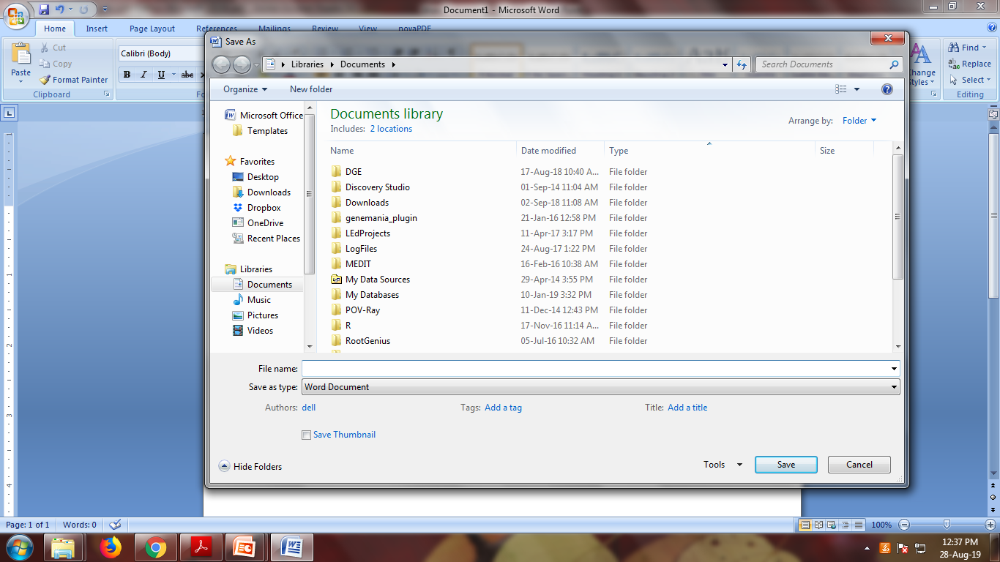 Document1 - Microsoft Word
Home Insert Page Layout References Mailings Review View novaPDF
Paste
Cut
Copy
Format Painter
Clipboard
Calibri (Body)
B I U abc
Change
Styles
Find
Replace
Select
Editing
Save As
Libraries Documents
Search Documents
Organize New folder
Microsoft Office
Templates
Favorites
Desktop
Downloads
Dropbox
OneDrive
Recent Places
Libraries
Documents
Music
Pictures
Videos
Documents library
Includes: 2 locations
Arrange by: Folder
Name Date modified Type Size
DGE 17-Aug-18 10:40 A... File folder
Discovery Studio 01-Sep-14 11:04 AM File folder
Downloads 02-Sep-18 11:08 AM File folder
genemania_plugin 21-Jan-16 12:58 PM File folder
LEdProjects 11-Apr-17 3:17 PM File folder
LogFiles 24-Aug-17 1:22 PM File folder
MEDIT 16-Feb-16 10:38 AM File folder
My Data Sources 29-Apr-14 3:55 PM File folder
My Databases 10-Jan-19 3:32 PM File folder
POV-Ray 11-Dec-14 12:43 PM File folder
R 17-Nov-16 11:14 A... File folder
RootGenius 05-Jul-16 10:32 AM File folder
File name:
Save as type: Word Document
Authors: dell Tags: Add a tag Title: Add a title
Save Thumbnail
Hide Folders
Tools Save Cancel
Page: 1 of 1 Words: 0
100%
12:37 PM
28-Aug-19